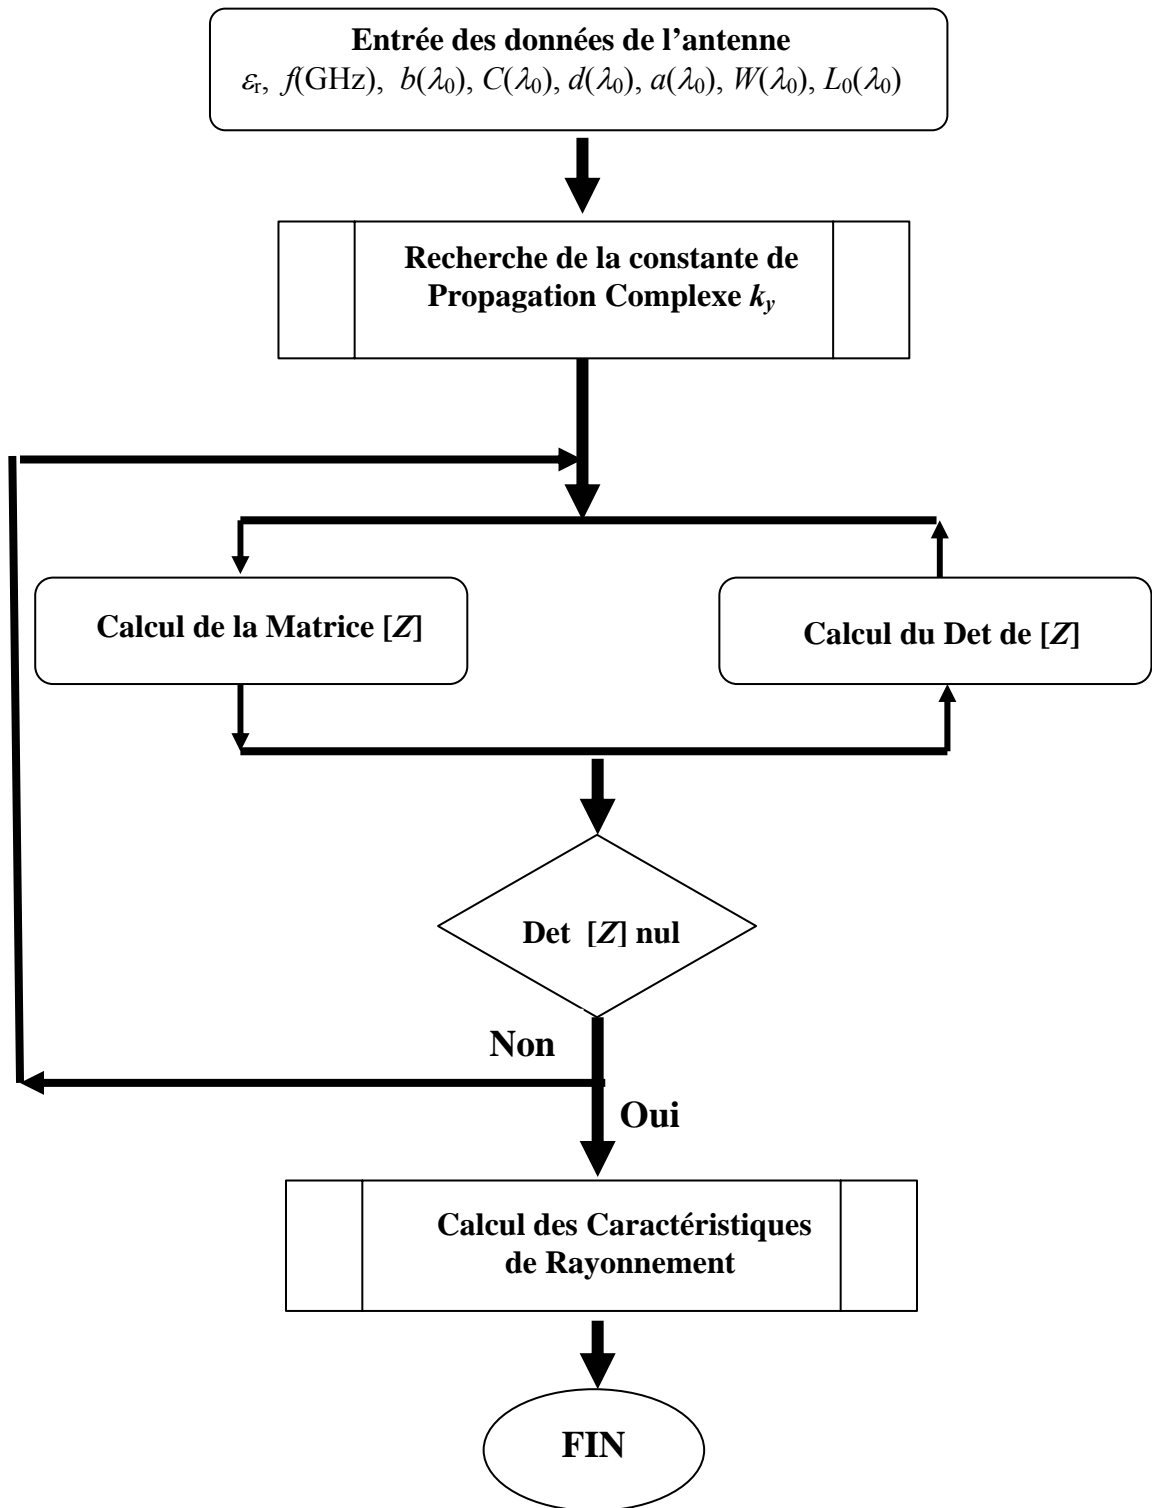 Entrée des données de l’antenne
εr, f(GHz), b(λ0), C(λ0), d(λ0), a(λ0), W(λ0), L0(λ0)
Recherche de la constante de
Propagation Complexe ky
Calcul de la Matrice [Z]
Calcul du Det de [Z]
Det [Z] nul
Non
Oui
Calcul des Caractéristiques
de Rayonnement
FIN